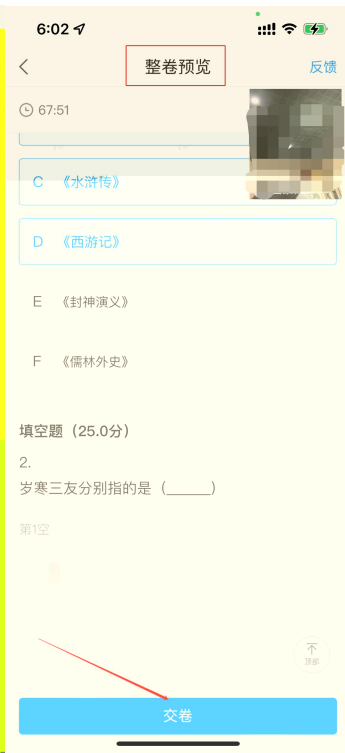 6:02
整卷预览
反馈
67:51
C 《水浒传》
D 《西游记》
E 《封神演义》
F 《儒林外史》
填空题（25.0分）
2.
岁寒三友分别指的是（______）
第1空
顶部
交卷